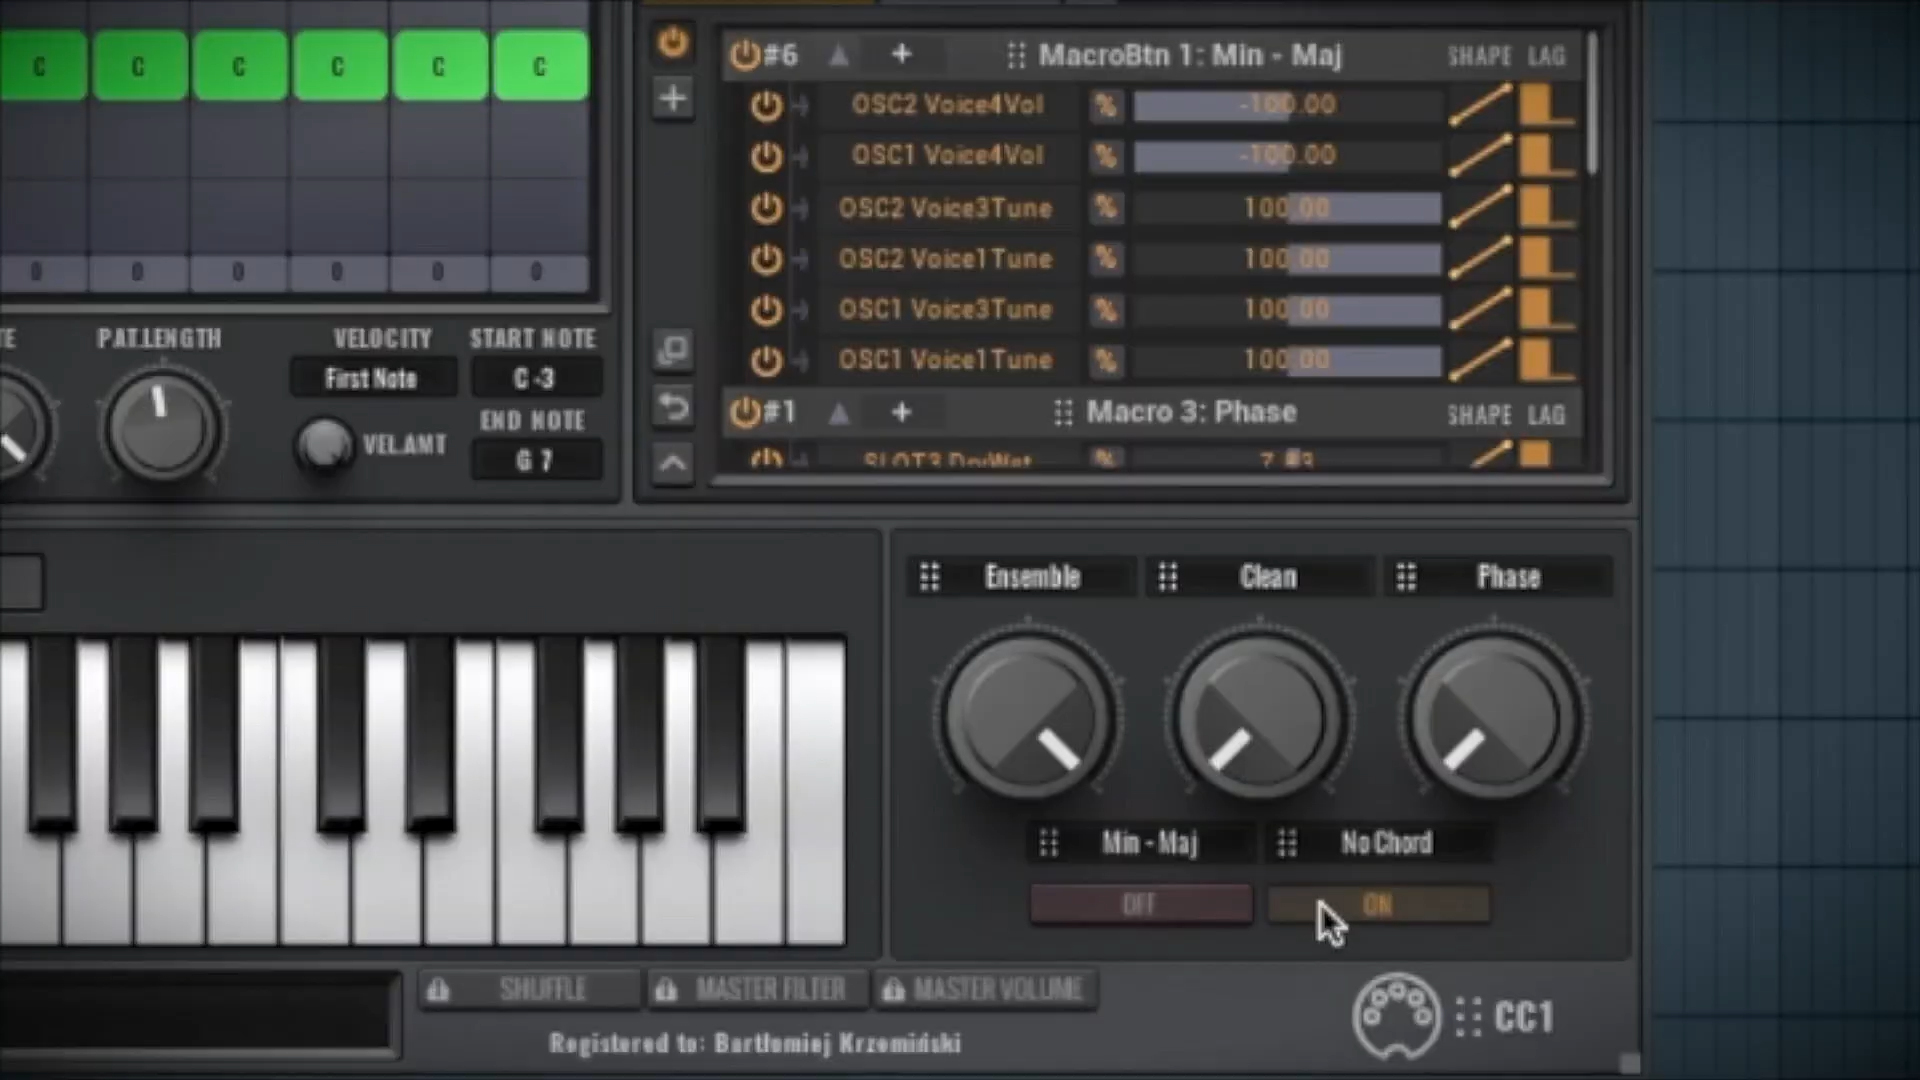 C C C C C C
0 0 0 0 0 0
PAT.LENGTH
VELOCITY
First Note
VEL.AMT
START NOTE
C -3
END NOTE
G 7
#6 + MacroBtn 1: Min - Maj SHAPE LAG
OSC2 Voice4Vol % -100.00
OSC1 Voice4Vol % -100.00
OSC2 Voice3Tune % 100.00
OSC2 Voice1Tune % 100.00
OSC1 Voice3Tune % 100.00
OSC1 Voice1Tune % 100.00
#1 + Macro 3: Phase SHAPE LAG
SLOT3 DryWet %
Ensemble Clean Phase
Min - Maj No Chord
OFF ON
SHUFFLE MASTER FILTER MASTER VOLUME
Registered to: Bartłomiej Krzemiński
CC1